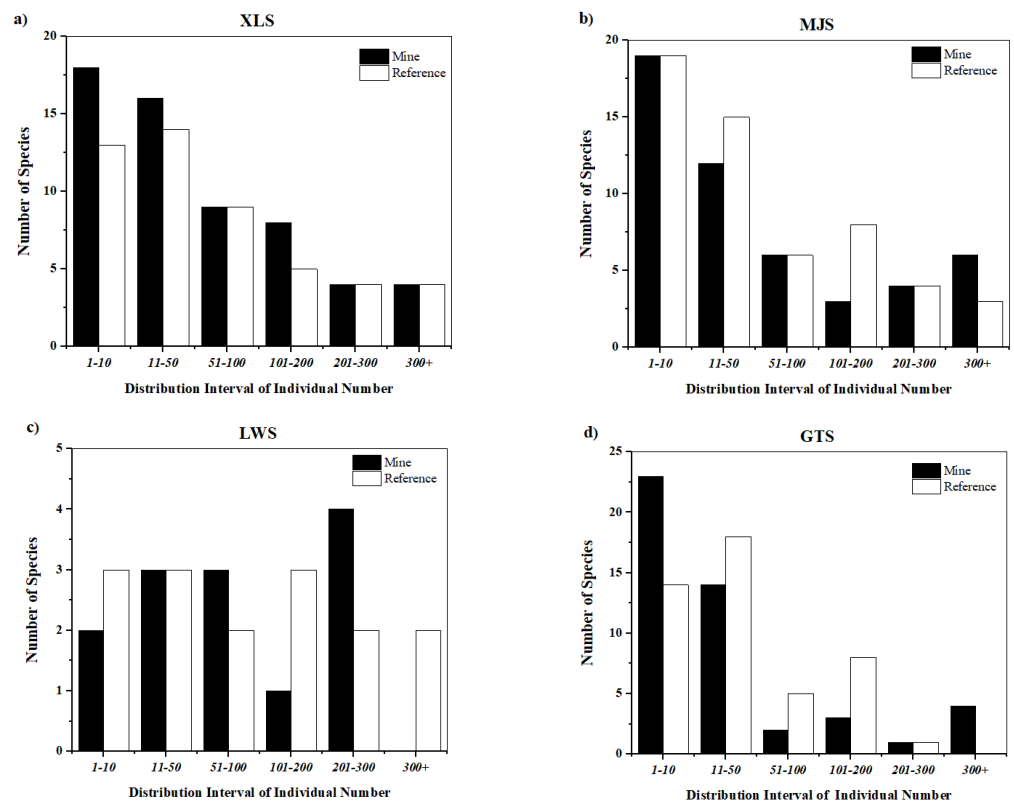 a)
XLS
Number of Species
20
15
10
5
0
Mine
Reference
1-10 11-50 51-100 101-200 201-300 300+
Distribution Interval of Individual Number
b)
MJS
Number of Species
20
15
10
5
0
Mine
Reference
1-10 11-50 51-100 101-200 201-300 300+
Distribution Interval of Individual Number
c)
LWS
Number of Species
5
4
3
2
1
0
Mine
Reference
1-10 11-50 51-100 101-200 201-300 300+
Distribution Interval of Individual Number
d)
GTS
Number of Species
25
20
15
10
5
0
Mine
Reference
1-10 11-50 51-100 101-200 201-300 300+
Distribution Interval of Individual Number